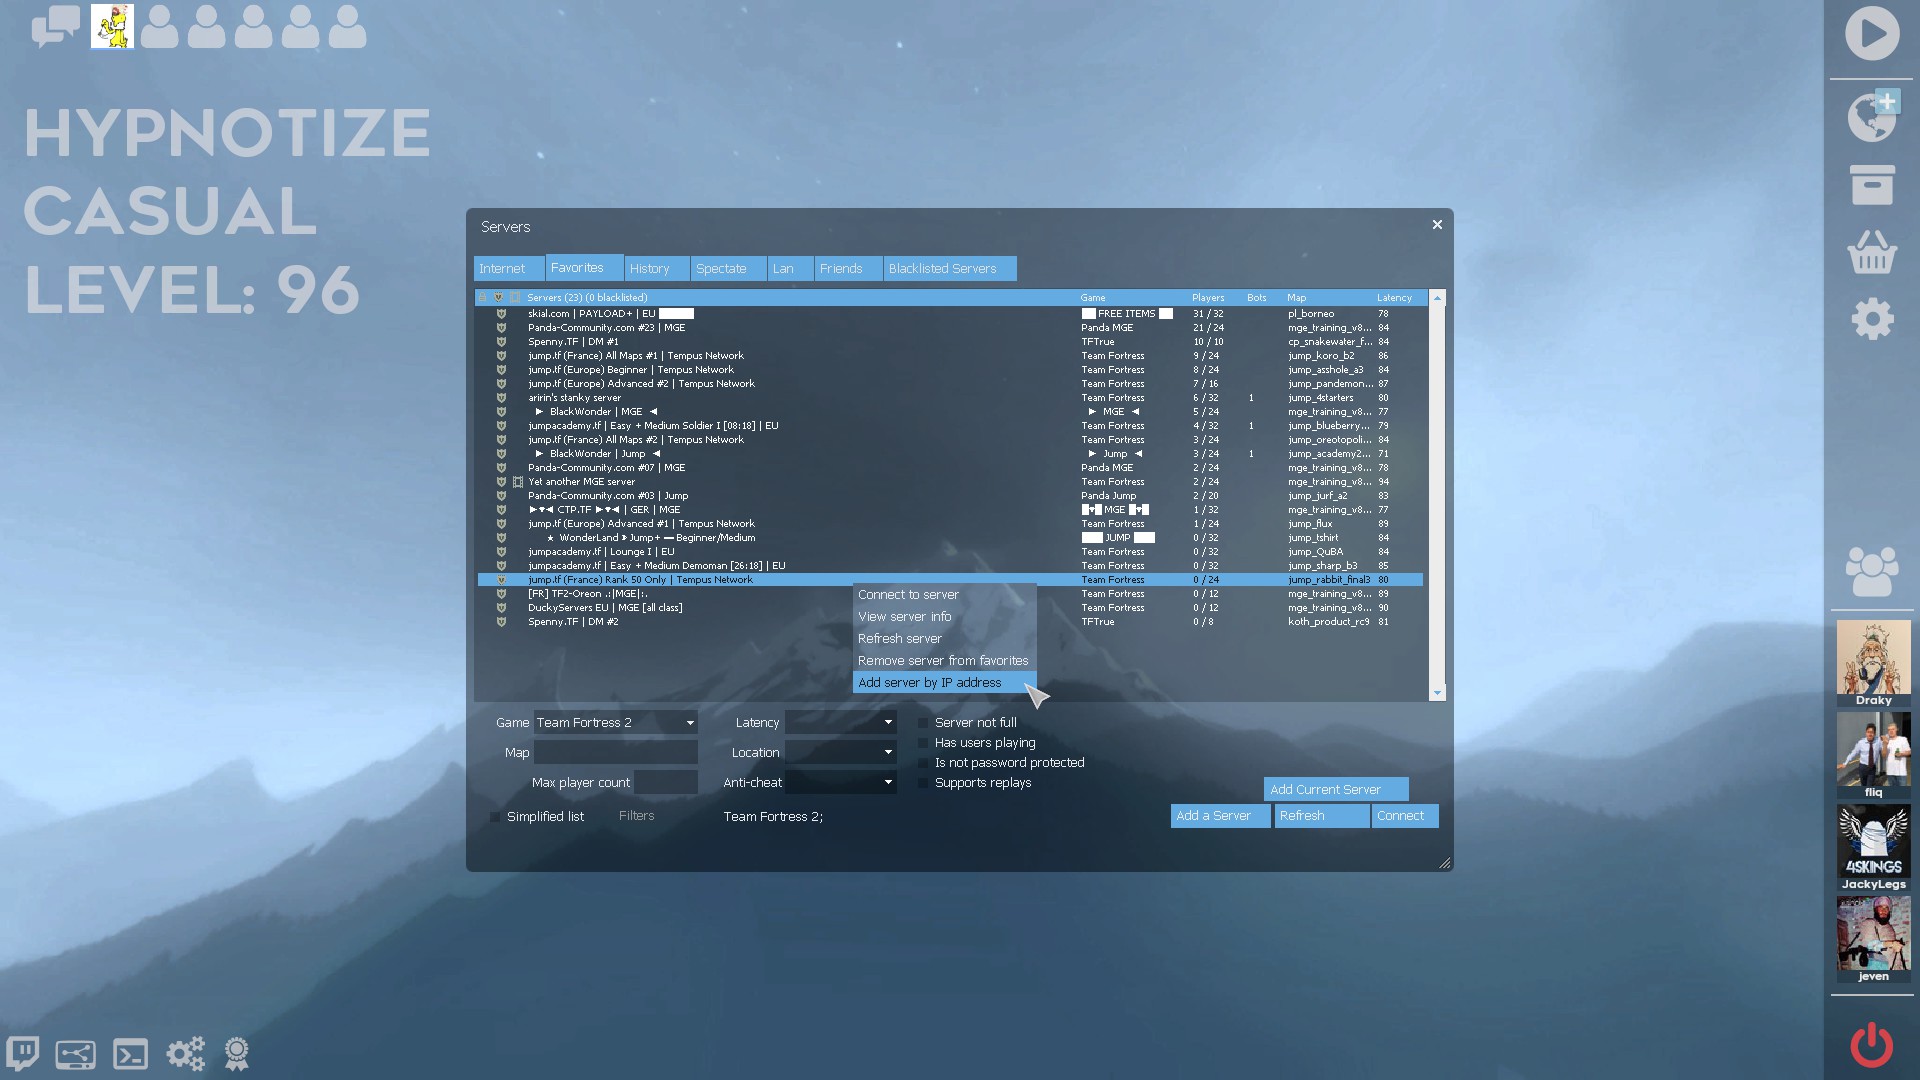 HYPNOTIZE
CASUAL
LEVEL: 96
Servers
Internet Favorites History Spectate Lan Friends Blacklisted Servers
Servers (23) (0 blacklisted) Game Players Bots Map Latency
skial.com | PAYLOAD+ | EU FREE ITEMS 31 / 32 pl_borneo 78
Panda-Community.com #23 | MGE Panda MGE 21 / 24 mge_training_v8... 84
Spenny.TF | DM #1 TFTrue 10 / 10 cp_snakewater_f... 84
jump.tf (France) All Maps #1 | Tempus Network Team Fortress 9 / 24 jump_koro_b2 86
jump.tf (Europe) Beginner | Tempus Network Team Fortress 8 / 24 jump_asshole_a3 84
jump.tf (Europe) Advanced #2 | Tempus Network Team Fortress 7 / 16 jump_pandemon... 87
aririn's stanky server Team Fortress 6 / 32 1 jump_4starters 80
► BlackWonder | MGE ◄ ► MGE ◄ 5 / 24 mge_training_v8... 77
jumpacademy.tf | Easy + Medium Soldier I [08:18] | EU Team Fortress 4 / 32 1 jump_blueberry... 79
jump.tf (France) All Maps #2 | Tempus Network Team Fortress 3 / 24 jump_oreotopoli... 84
► BlackWonder | Jump ◄ ► Jump ◄ 3 / 24 1 jump_academy2... 71
Panda-Community.com #07 | MGE Panda MGE 2 / 24 mge_training_v8... 78
Yet another MGE server Team Fortress 2 / 24 mge_training_v8... 94
Panda-Community.com #03 | Jump Panda Jump 2 / 20 jump_jurf_a2 83
►▼◄ CTP.TF ►▼◄ | GER | MGE █▼█ MGE █▼█ 1 / 32 mge_training_v8... 77
jump.tf (Europe) Advanced #1 | Tempus Network Team Fortress 1 / 24 jump_flux 89
★ WonderLand » Jump+ — Beginner/Medium JUMP 0 / 32 jump_tshirt 84
jumpacademy.tf | Lounge I | EU Team Fortress 0 / 32 jump_QuBA 84
jumpacademy.tf | Easy + Medium Demoman [26:18] | EU Team Fortress 0 / 32 jump_sharp_b3 85
jump.tf (France) Rank 50 Only | Tempus Network Team Fortress 0 / 24 jump_rabbit_final3 80
[FR] TF2-Oreon .:|MGE|:. Team Fortress 0 / 12 mge_training_v8... 89
DuckyServers EU | MGE [all class] Team Fortress 0 / 12 mge_training_v8... 90
Spenny.TF | DM #2 TFTrue 0 / 8 koth_product_rc9 81
Connect to server
View server info
Refresh server
Remove server from favorites
Add server by IP address
Game Team Fortress 2 Latency Server not full
Map Location Has users playing
Is not password protected
Max player count Anti-cheat Supports replays
Add Current Server
Simplified list Filters Team Fortress 2; Add a Server Refresh Connect
Draky
fliq
4SKINGS
JackyLegs
jeven